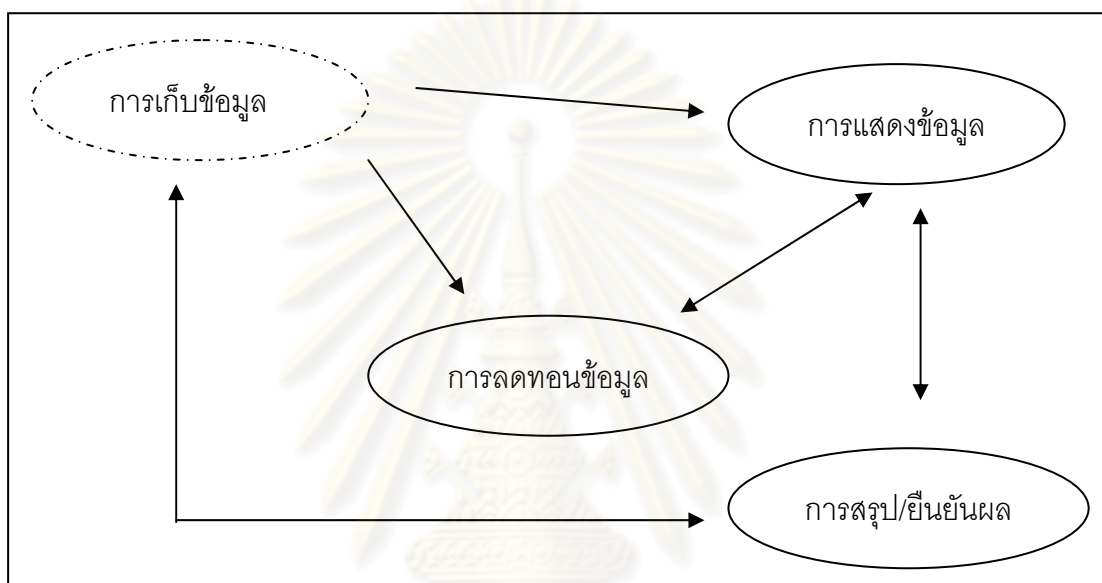 การเก็บข้อมูล
การแสดงข้อมูล
การลดทอนข้อมูล
การสรุป/ยืนยันผล